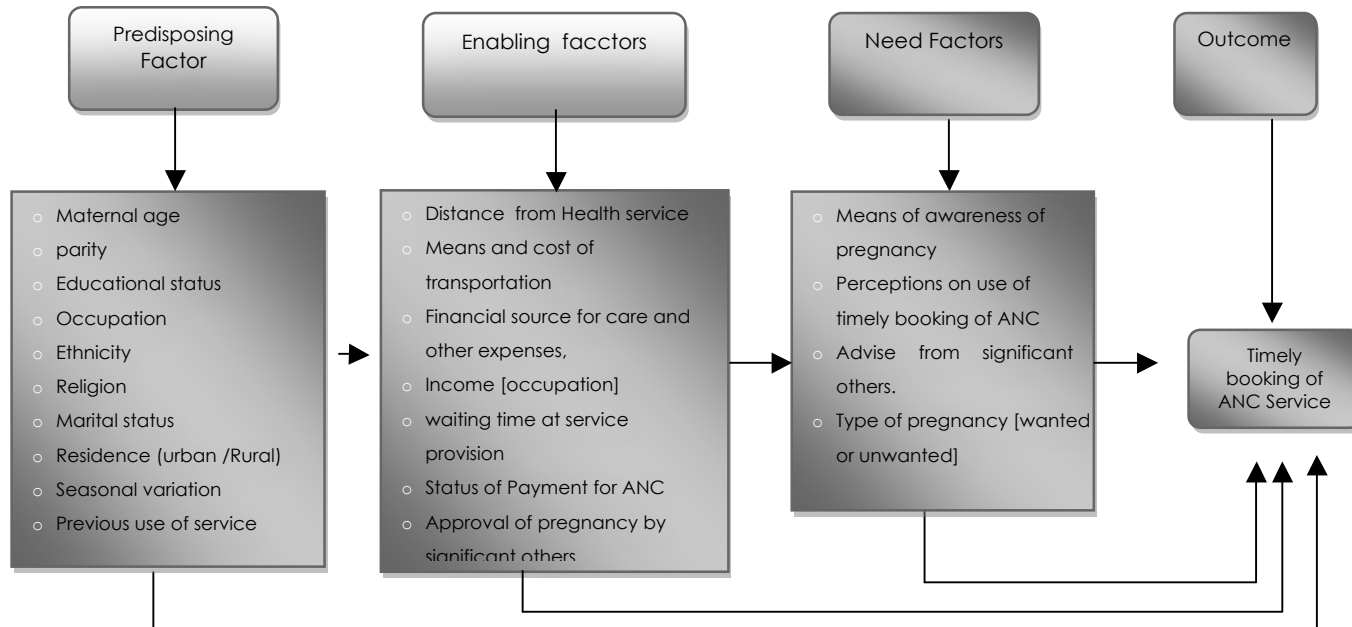 Predisposing
Factor
Enabling facctors
Need Factors
Outcome
Maternal age
parity
Educational status
Occupation
Ethnicity
Religion
Marital status
Residence (urban /Rural)
Seasonal variation
Previous use of service
Distance from Health service
Means and cost of
transportation
Financial source for care and
other expenses,
Income [occupation]
waiting time at service
provision
Status of Payment for ANC
Approval of pregnancy by
significant others
Means of awareness of
pregnancy
Perceptions on use of
timely booking of ANC
Advise from significant
others.
Type of pregnancy [wanted
or unwanted]
Timely
booking of
ANC Service